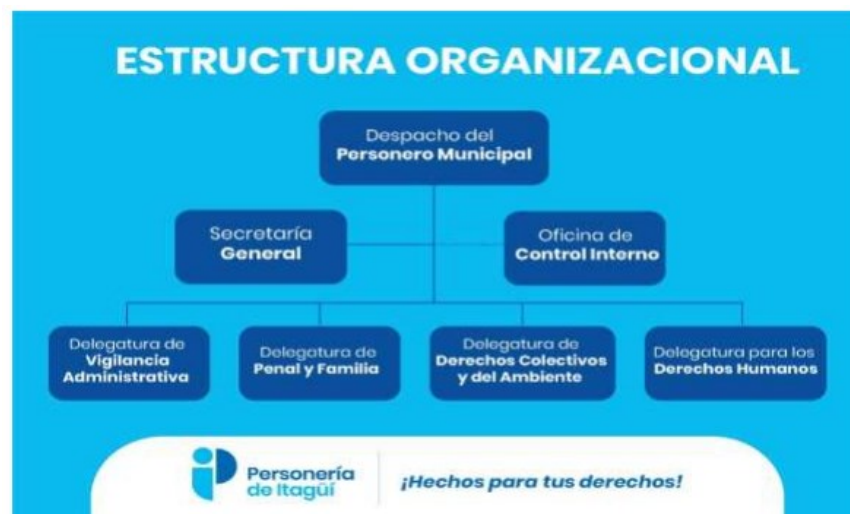 ESTRUCTURA ORGANIZACIONAL
Despacho del
Personero Municipal
Secretaría
General
Oficina de
Control Interno
Delegatura de
Vigilancia
Administrativa
Delegatura de
Penal y Familia
Delegatura de
Derechos Colectivos
y del Ambiente
Delegatura para los
Derechos Humanos
Personería
de Itagüí
¡Hechos para tus derechos!